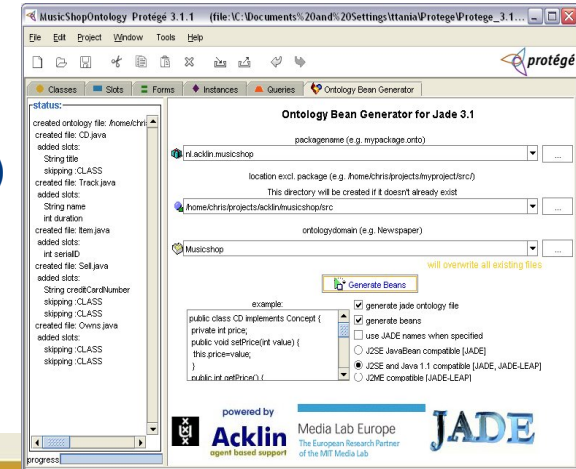 MusicShopOntology Protégé 3.1.1 (file:\C:\Documents%20and%20Settings\ttania\Protege\Protege_3.1...
File Edit Project Window Tools Help
protégé
Classes Slots Forms Instances Queries Ontology Bean Generator
status:
created ontology file: /home/chri
created file: CD.java
added slots:
String title
skipping :CLASS
created file: Track.java
added slots:
String name
int duration
created file: Item.java
added slots:
int serialID
created file: Sell.java
added slots:
String creditCardNumber
skipping :CLASS
skipping :CLASS
created file: Owns.java
added slots:
skipping :CLASS
skipping :CLASS
progress
Ontology Bean Generator for Jade 3.1
packagename (e.g. mypackage.onto)
nl.acklin.musicshop
...
location excl. package (e.g. /home/chris/projects/myproject/src/)
This directory will be created if it doesn't already exist
/home/chris/projects/acklin/musicshop/src
...
ontologydomain (e.g. Newspaper)
Musicshop
...
will overwrite all existing files
Generate Beans
example:
public class CD implements Concept {
private int price;
public void setPrice(int value) {
this.price=value;
}
public int getPrice() {
generate jade ontology file
generate beans
use JADE names when specified
J2SE JavaBean compatible [JADE]
J2SE and Java 1.1 compatible [JADE, JADE-LEAP]
J2ME compatible [JADE-LEAP]
powered by
Acklin
agent based support
Media Lab Europe
The European Research Partner
of the MIT Media Lab
JADE